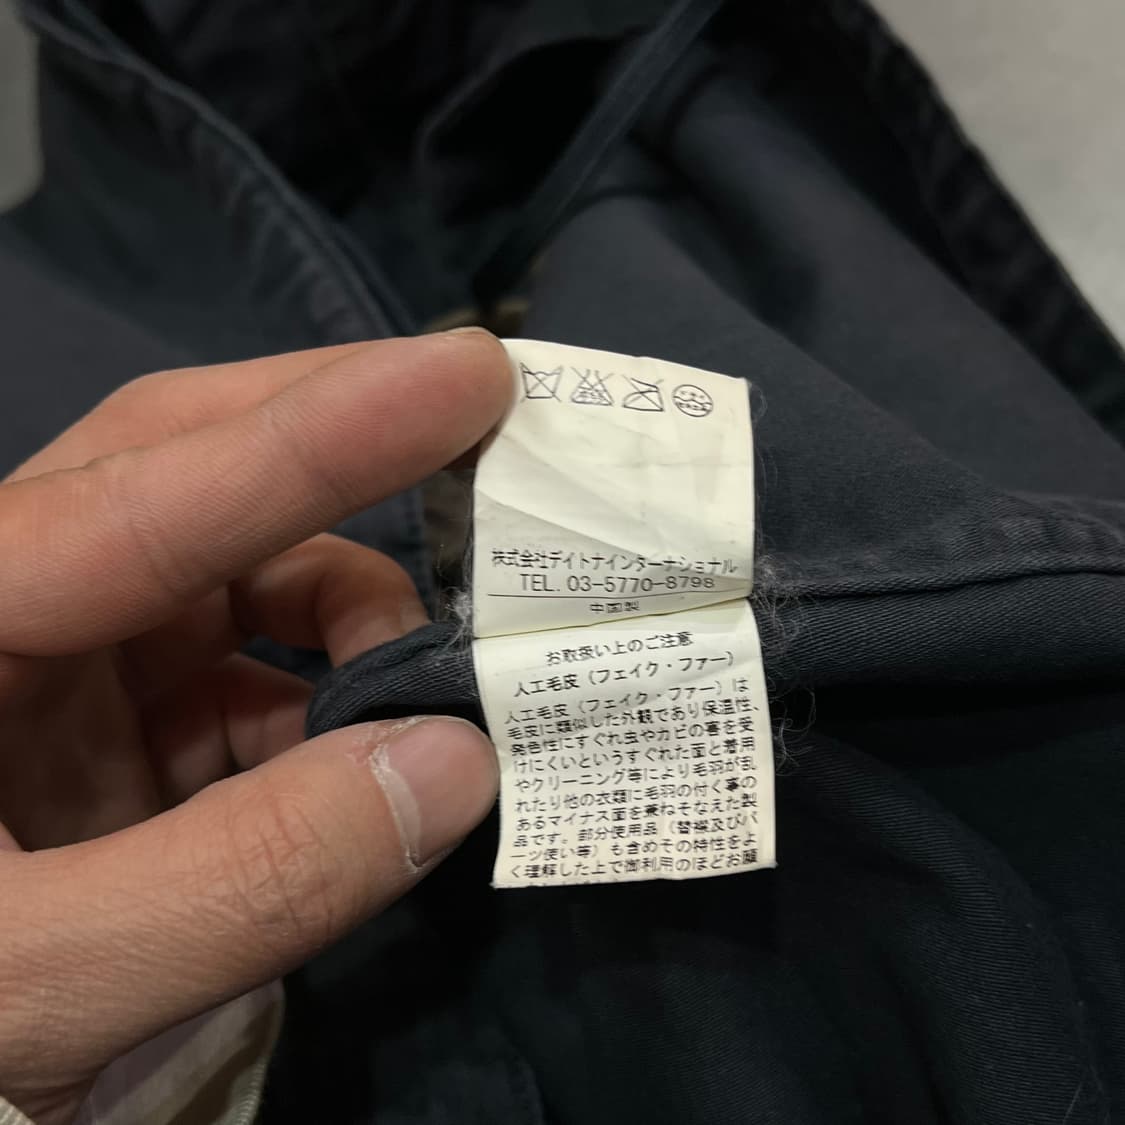 株式会社デイトナインターナショナル
TEL. 03-5770-8798
中国製
お取扱い上のご注意
人工毛皮（フェイク・ファー）
人工毛皮（フェイク・ファー）は
毛皮に類似した外観であり保温性、
発色性にすぐれ虫やカビの害を受
けにくいというすぐれた面と着用
やクリーニング等により毛羽が乱
れたり他の衣類に毛羽の付く事の
あるマイナス面を兼ねそなえた製
品です。部分使用品（替襟及びパ
ーツ使い等）も含めその特性をよ
く理解した上で御利用のほどお願